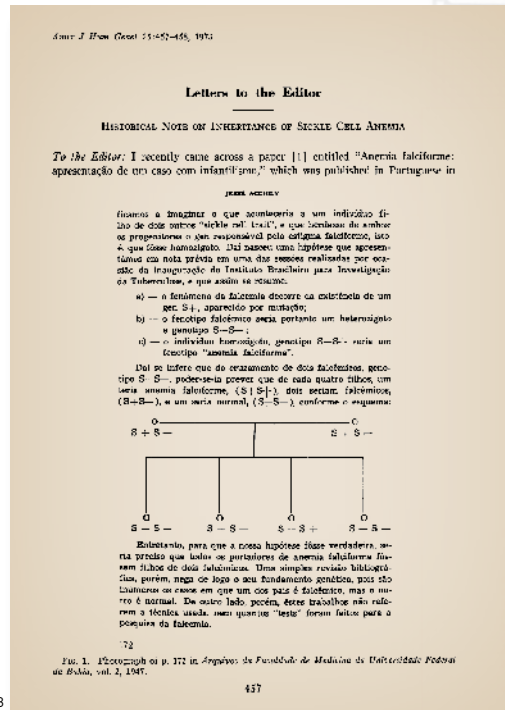 Amer J Hum Genet 25:457-458, 1973
Letters to the Editor
HISTORICAL NOTE ON INHERITANCE OF SICKLE CELL ANEMIA
To the Editor: I recently came across a paper [1] entitled "Anemia falciforme:
apresentação de um caso com infantilismo," which was published in Portuguese in
JESSÉ ACCIOLY
ficamos a imaginar o que aconteceria a um indivíduo fi-
lho de dois outros "sickle cell trait", e que herdasse de ambos
os progenitores o gen responsável pelo estigma falciforme, isto
é que fôsse homozigoto. Daí nasceu uma hipótese que apresen-
támos em nota prévia em uma das sessões realizadas por oca-
sião da inauguração do Instituto Brasileiro para Investigação
da Tuberculose, e que assim se resume:
a) — o fenômeno da falcemia decorre da existência de um
gen S+, aparecido por mutação;
b) — o fenotipo falcêmico seria portanto um heterozigoto
e genotipo
c) — o indivíduo homozigoto, genotipo seria um
fenotipo "anemia falciforme".
Daí se infere que do cruzamento de dois falcêmicos, geno-
tipo poder-se-ia prever que de cada quatro filhos, um
teria anemia falciforme, dois seriam falcêmicos,
(S+S—), e um seria normal, conforme o esquema:
O O
S + S —
O O O O
Entretanto, para que a nossa hipótese fôsse verdadeira, se-
ria preciso que todos os portadores de anemia falciforme fôs-
sem filhos de dois falcêmicos. Uma simples revisão bibliográ-
fica, porém, nega de logo o seu fundamento genético, pois são
inúmeros os casos em que um dos pais é falcêmico, mas o ou-
tro é normal. De outro lado, porém, êstes trabalhos não refe-
rem a técnica usada, nem quantos "tests" foram feitos para a
pesquisa da falcemia.
172
FIG. 1. Photograph of p. 172 in Arquivos da Faculdade de Medicina da Universidade Federal
da Bahia, vol. 2, 1947.
457